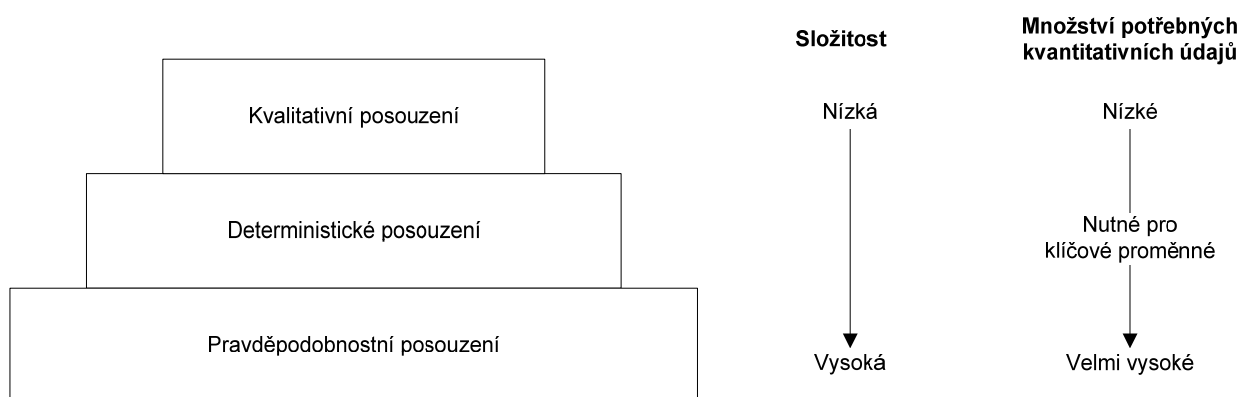 Složitost
Množství potřebných
kvantitativních údajů
Kvalitativní posouzení
Nízká
Nízké
Deterministické posouzení
Nutné pro
klíčové proměnné
Pravděpodobnostní posouzení
Vysoká
Velmi vysoké